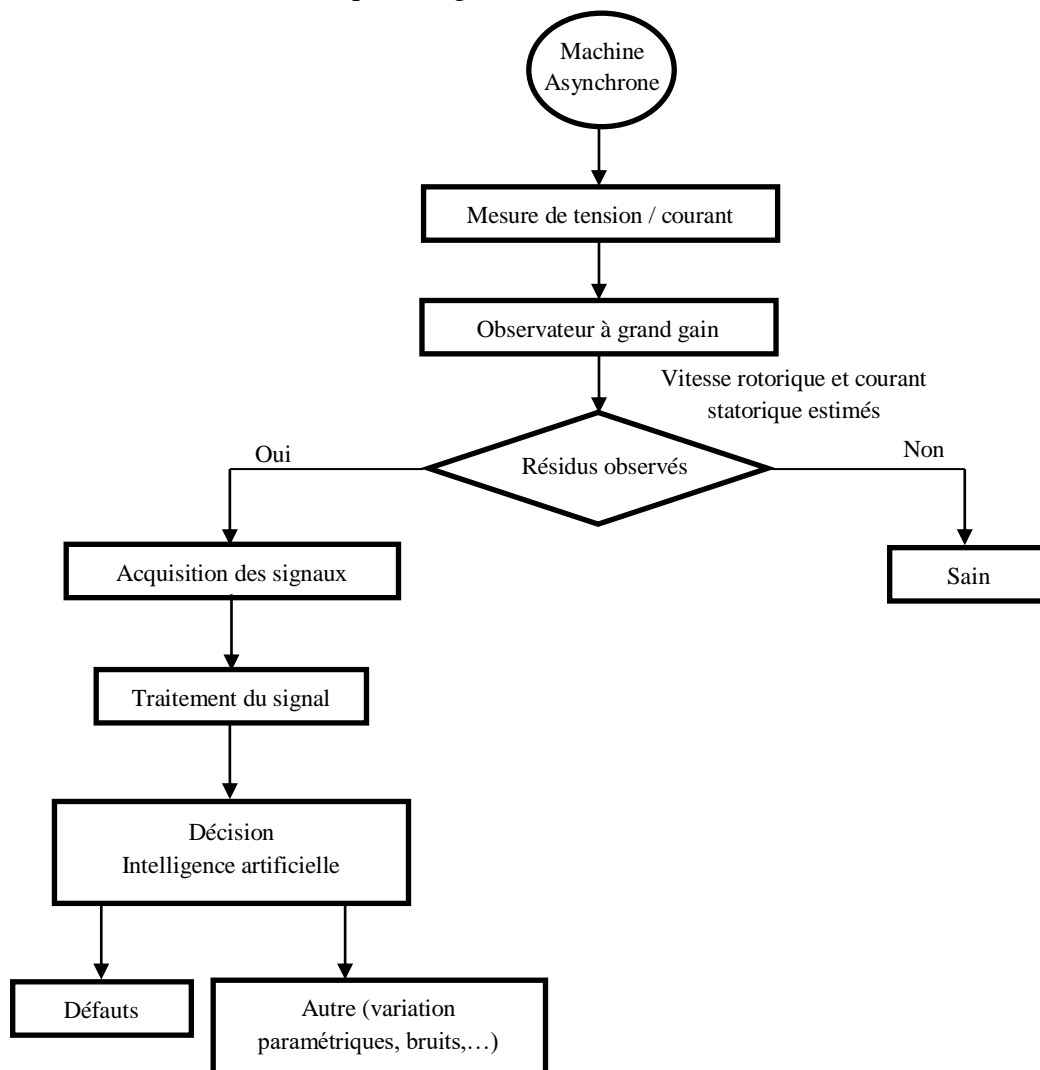 Machine
Asynchrone
Mesure de tension / courant
Observateur à grand gain
Vitesse rotorique et courant
statorique estimés
Oui
Résidus observés
Non
Acquisition des signaux
Sain
Traitement du signal
Décision
Intelligence artificielle
Défauts
Autre (variation
paramétriques, bruits,…)